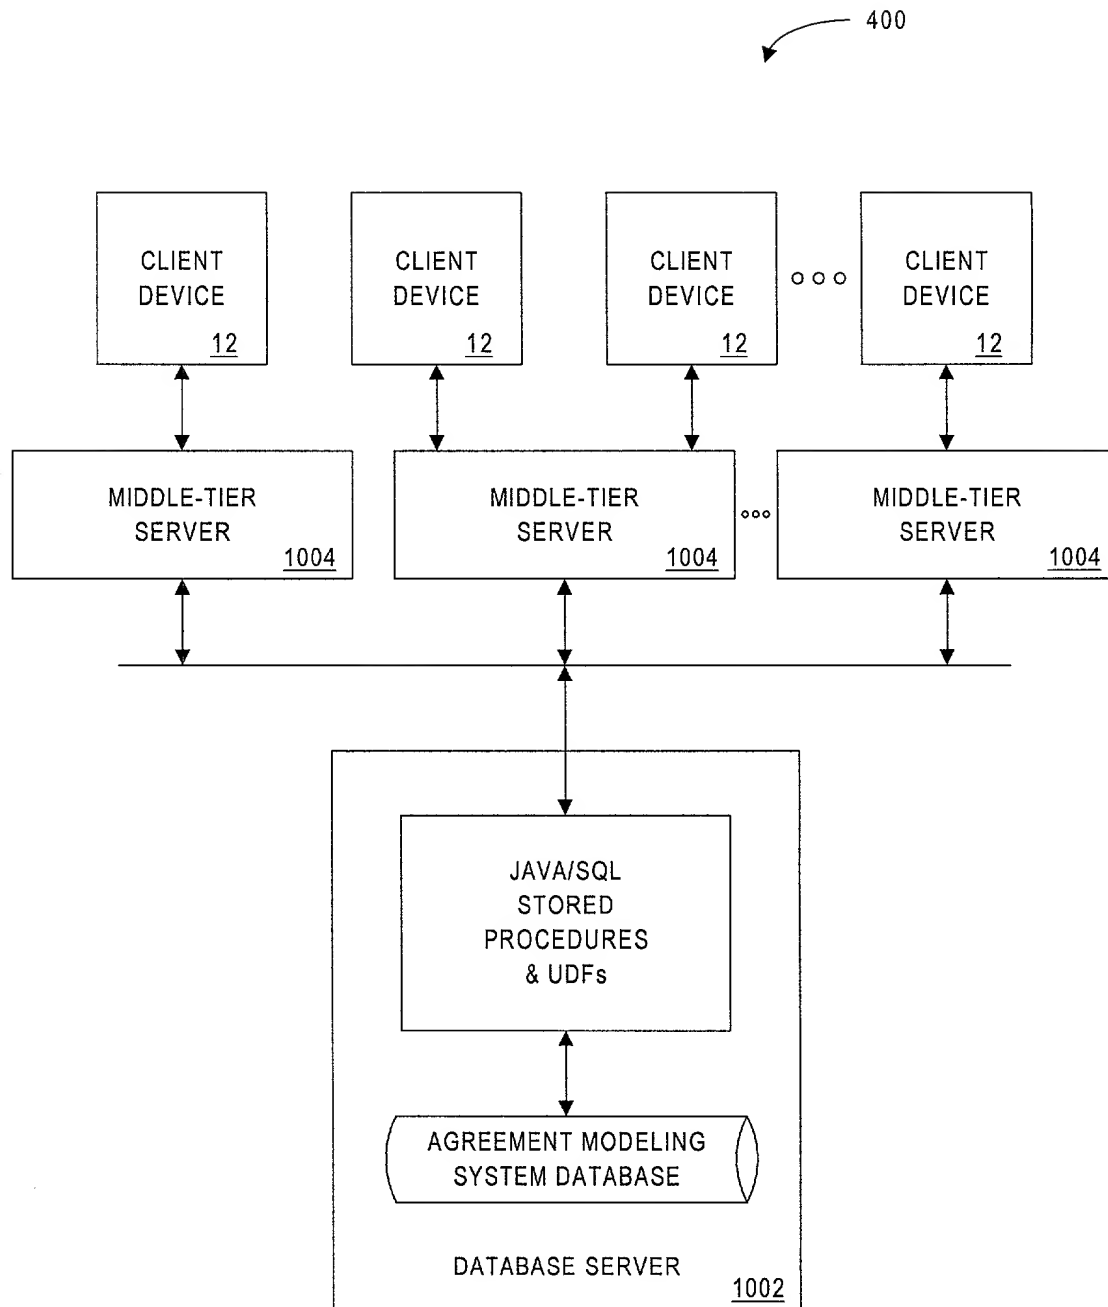 400
CLIENT DEVICE 12
CLIENT DEVICE 12
CLIENT DEVICE 12
CLIENT DEVICE 12
MIDDLE-TIER
SERVER
1004
MIDDLE-TIER
SERVER
1004
MIDDLE-TIER
SERVER
1004
JAVA/SQL
STORED
PROCEDURES
& UDFs
AGREEMENT MODELING
SYSTEM DATABASE
DATABASE SERVER
1002